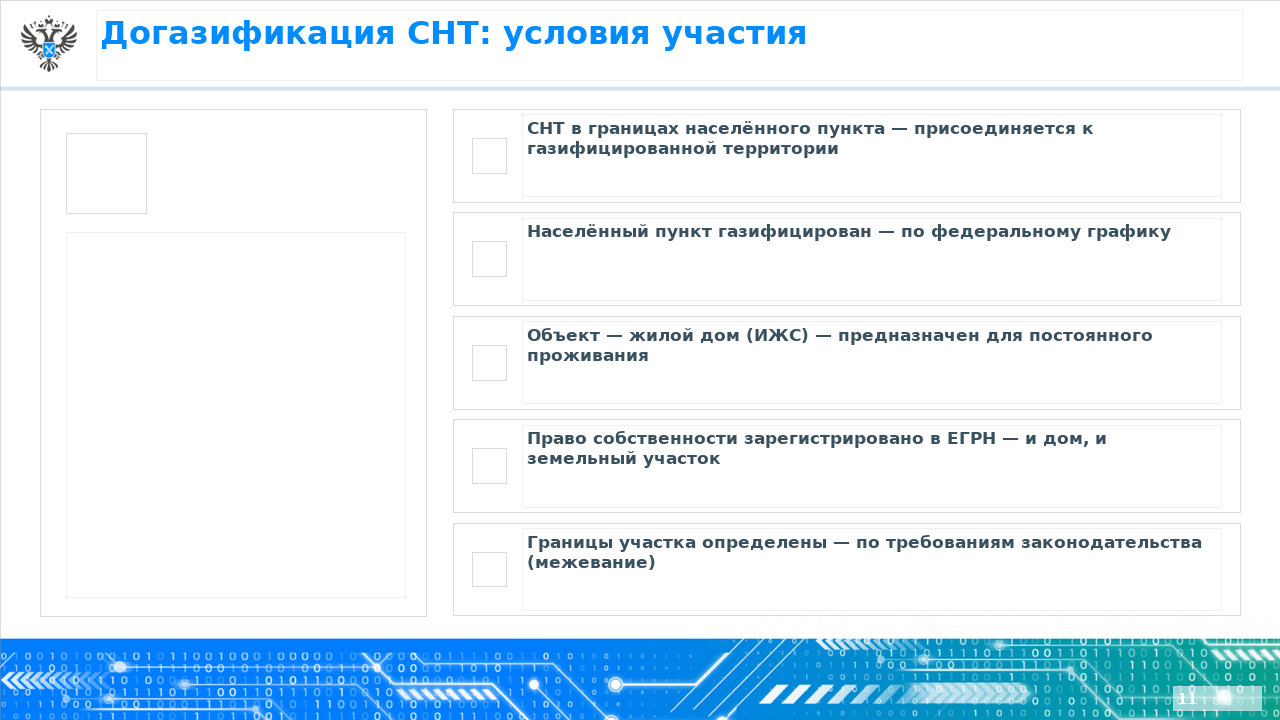 Догазификация СНТ: условия участия
СНТ в границах населённого пункта — присоединяется к
газифицированной территории
Населённый пункт газифицирован — по федеральному графику
Объект — жилой дом (ИЖС) — предназначен для постоянного
проживания
Право собственности зарегистрировано в ЕГРН — и дом, и
земельный участок
Границы участка определены — по требованиям законодательства
(межевание)
11